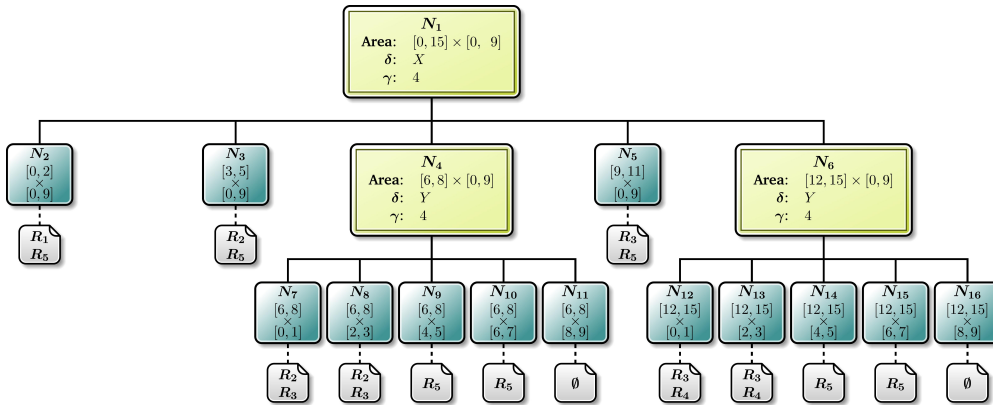 N₁
Area: [0, 15] × [0, 9]
δ: X
γ: 4
N₂
[0, 2]
×
[0, 9]
N₃
[3, 5]
×
[0, 9]
N₄
Area: [6, 8] × [0, 9]
δ: Y
γ: 4
N₅
[9, 11]
×
[0, 9]
N₆
Area: [12, 15] × [0, 9]
δ: Y
γ: 4
R₁
R₅
R₂
R₅
R₃
R₅
N₇
[6, 8]
×
[0, 1]
N₈
[6, 8]
×
[2, 3]
N₉
[6, 8]
×
[4, 5]
N₁₀
[6, 8]
×
[6, 7]
N₁₁
[6, 8]
×
[8, 9]
N₁₂
[12, 15]
×
[0, 1]
N₁₃
[12, 15]
×
[2, 3]
N₁₄
[12, 15]
×
[4, 5]
N₁₅
[12, 15]
×
[6, 7]
N₁₆
[12, 15]
×
[8, 9]
R₂
R₃
R₂
R₃
R₅
R₅
∅
R₃
R₄
R₃
R₄
R₅
R₅
∅